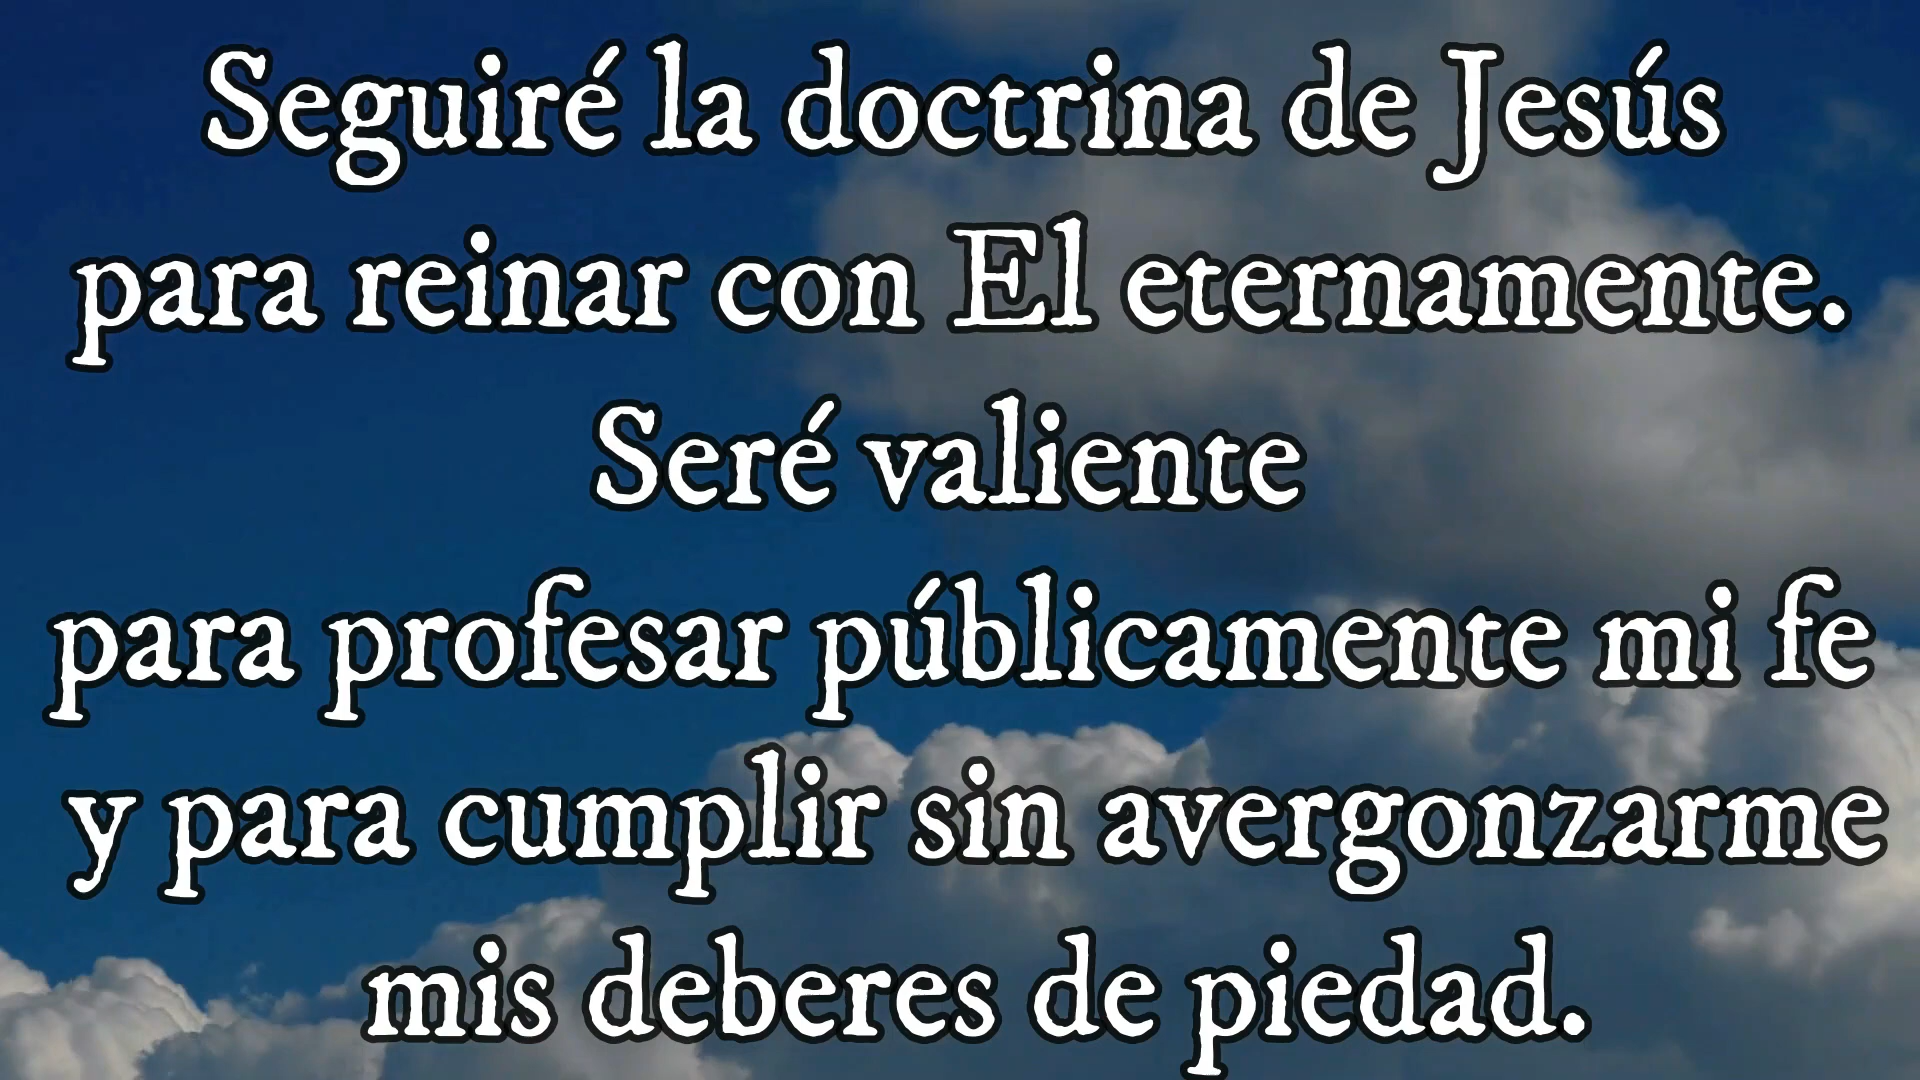 Seguiré la doctrina de Jesús
para reinar con El eternamente.
Seré valiente
para profesar públicamente mi fe
y para cumplir sin avergonzarme
mis deberes de piedad.